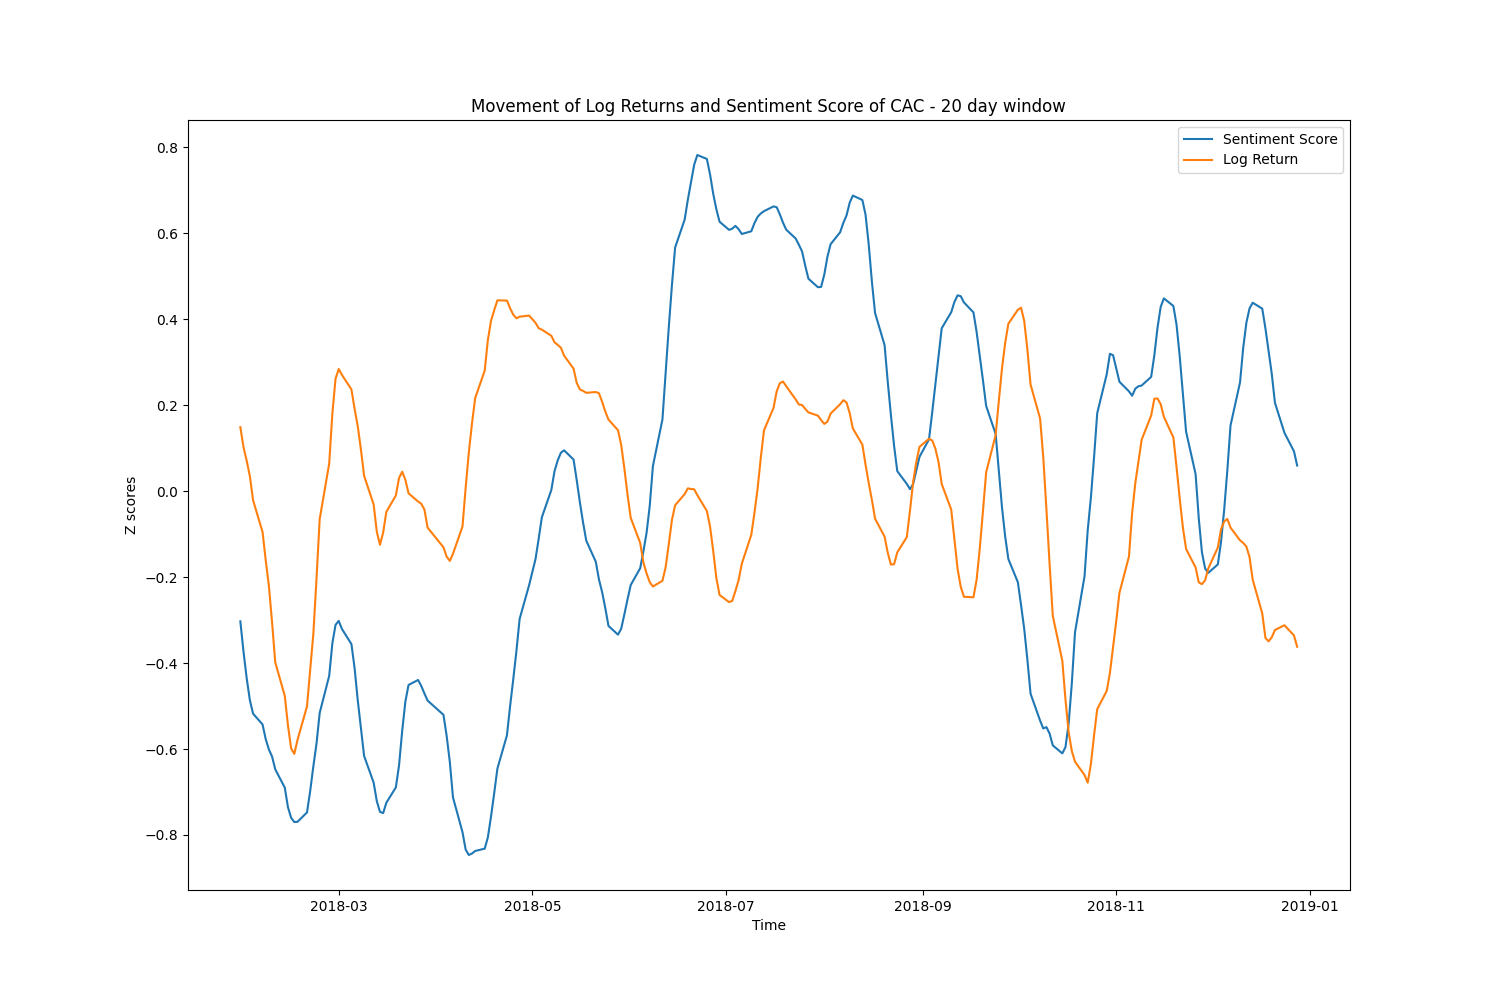 Movement of Log Returns and Sentiment Score of CAC - 20 day window
Sentiment Score
Log Return
0.8
0.6
0.4
0.2
0.0
−0.2
−0.4
−0.6
−0.8
Z scores
2018-03 2018-05 2018-07 2018-09 2018-11 2019-01
Time